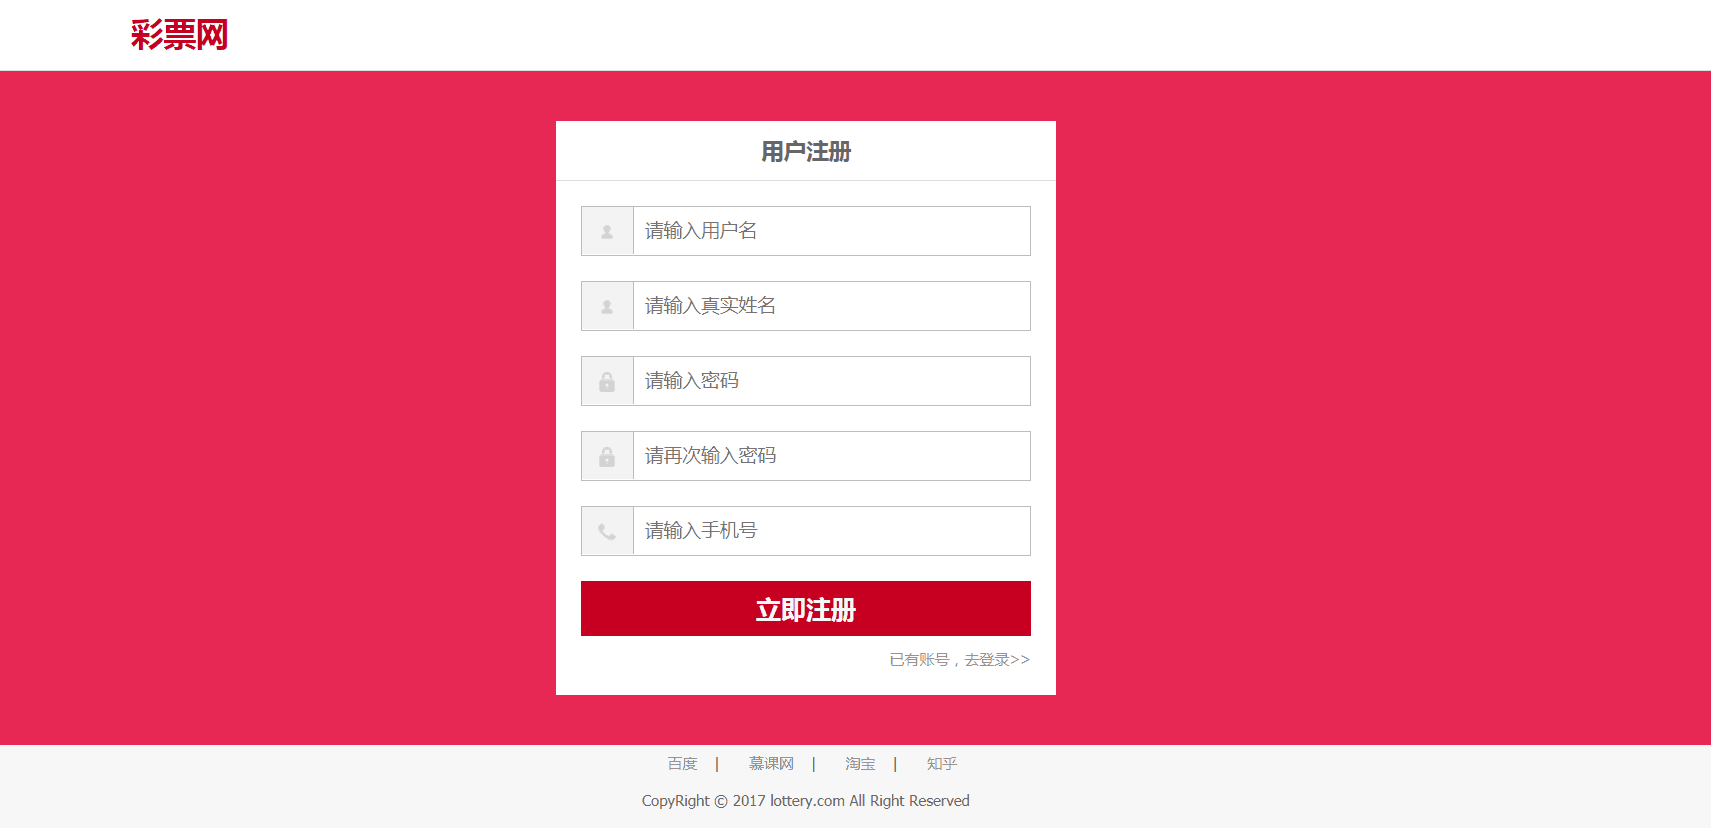 彩票网
用户注册
请输入用户名
请输入真实姓名
请输入密码
请再次输入密码
请输入手机号
立即注册
已有账号，去登录>>
百度 | 慕课网 | 淘宝 | 知乎
CopyRight © 2017 lottery.com All Right Reserved